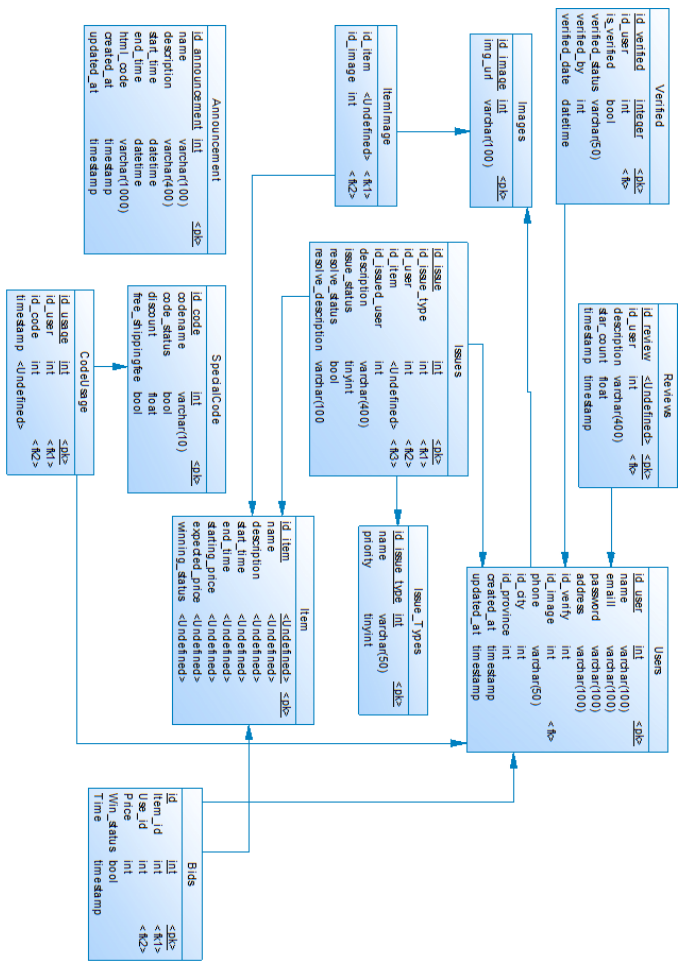 Verified
id_verified integer <pk>
id_user int <fk>
is_verified bool
verified_status varchar(50)
verified_by int
verified_date datetime
Reviews
id_review <Undefined> <pk>
id_user int <fk>
description varchar(400)
star_count float
timestamp timestamp
Users
id_user int <pk>
name varchar(100)
emaill varchar(100)
password varchar(100)
address varchar(100)
id_verify int
id_image int <fk>
phone varchar(50)
id_city int
id_province int
created_at timestamp
updated_at timestamp
Images
id_image int <pk>
img_url varchar(100)
Issues
id_issue int <pk>
id_issue_type int <fk1>
id_user int <fk2>
id_item <Undefined> <fk3>
id_issued_user int
description varchar(400)
issue_status tinyint
resolve_status bool
resolve_description varchar(100
Issue_Types
id_issue_type int <pk>
name varchar(50)
priority tinyint
ItemImage
id_item <Undefined> <fk1>
id_image int <fk2>
Item
id_item <Undefined> <pk>
name <Undefined>
description <Undefined>
start_time <Undefined>
end_time <Undefined>
starting_price <Undefined>
expected_price <Undefined>
winning_status <Undefined>
Announcement
id_announcement int <pk>
name varchar(100)
description varchar(400)
start_time datetime
end_time datetime
html_code varchar(1000)
created_at timestamp
updated_at timestamp
SpecialCode
id_code int <pk>
codename varchar(10)
code_status bool
discount float
free_shippingfee bool
Bids
id int <pk>
Item_id int <fk1>
Use_id int <fk2>
Price int
Win_status bool
Time timestamp
CodeUsage
id_usage int <pk>
id_user int <fk1>
id_code int <fk2>
timestamp <Undefined>